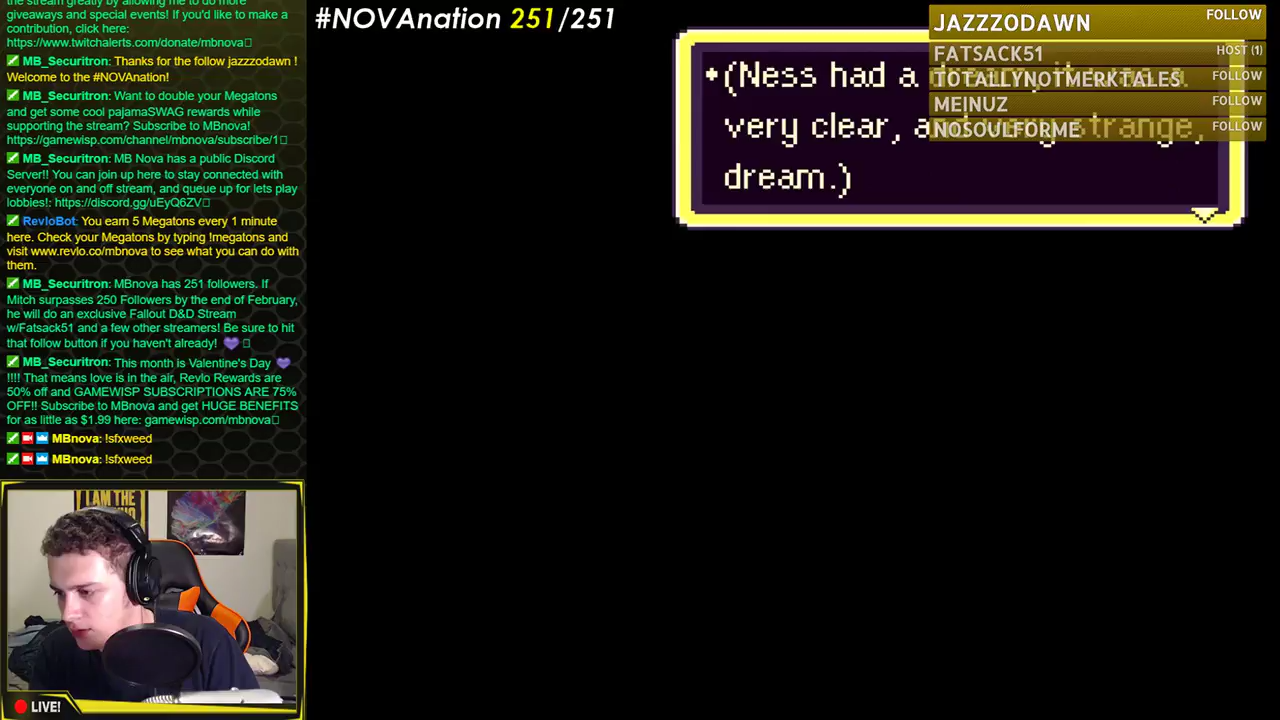 the stream greatly by allowing me to do more
giveaways and special events! If you'd like to make a
contribution, click here:
https://www.twitchalerts.com/donate/mbnova
MB_Securitron: Thanks for the follow jazzzodawn !
Welcome to the #NOVAnation!
MB_Securitron: Want to double your Megatons
and get some cool pajamaSWAG rewards while
supporting the stream? Subscribe to MBnova!
https://gamewisp.com/channel/mbnova/subscribe/1
MB_Securitron: MB Nova has a public Discord
Server!! You can join up here to stay connected with
everyone on and off stream, and queue up for lets play
lobbies!: https://discord.gg/uEyQ6ZV
RevloBot: You earn 5 Megatons every 1 minute
here. Check your Megatons by typing !megatons and
visit www.revlo.co/mbnova to see what you can do with
them.
MB_Securitron: MBnova has 251 followers. If
Mitch surpasses 250 Followers by the end of February,
he will do an exclusive Fallout D&D Stream
w/Fatsack51 and a few other streamers! Be sure to hit
that follow button if you haven't already!
MB_Securitron: This month is Valentine's Day
!!!! That means love is in the air, Revlo Rewards are
50% off and GAMEWISP SUBSCRIPTIONS ARE 75%
OFF!! Subscribe to MBnova and get HUGE BENEFITS
for as little as $1.99 here: gamewisp.com/mbnova
MBnova: !sfxweed
MBnova: !sfxweed
I AM THE
LIVE!
#NOVAnation 251/251
•(Ness had a
very clear, and very strange,
dream.)
JAZZZODAWN FOLLOW
FATSACK51 HOST (1)
TOTALLYNOTMERKTALES FOLLOW
MEINUZ FOLLOW
NOSOULFORME FOLLOW